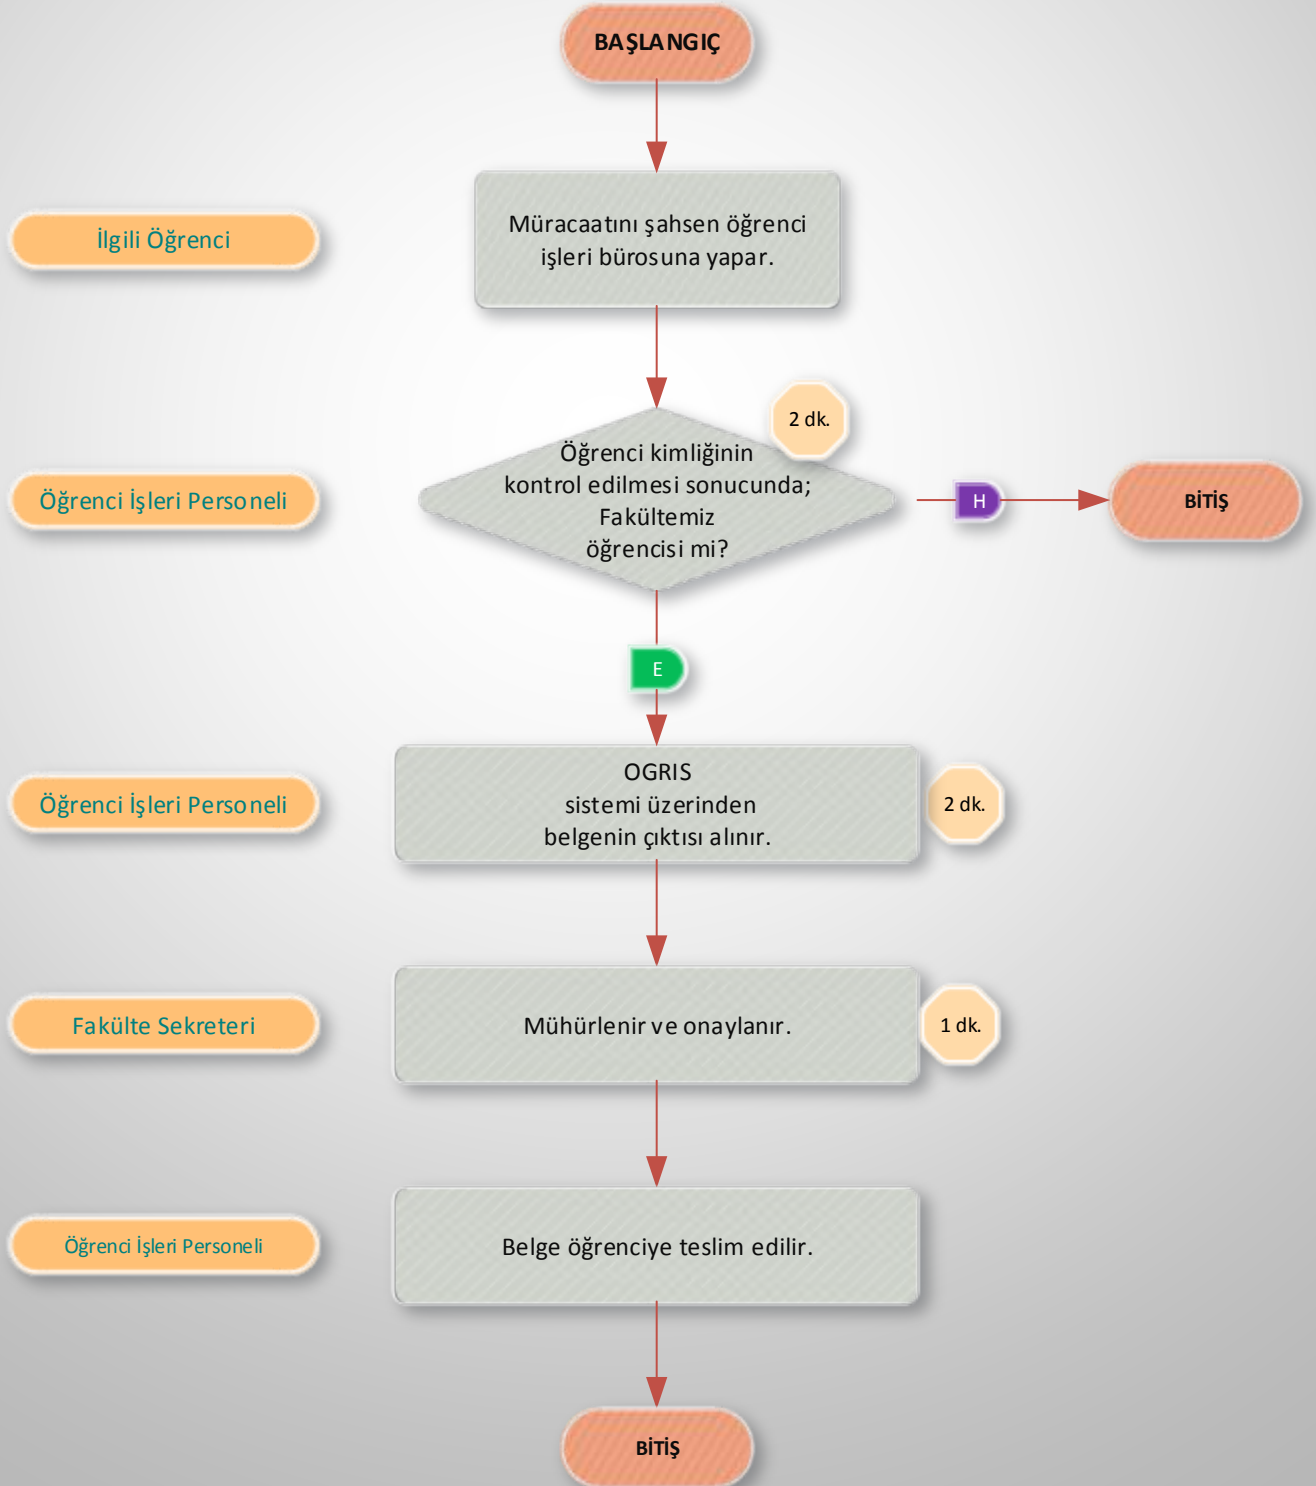 BAŞLANGIÇ
İlgili Öğrenci
Müracaatını şahsen öğrenci
işleri bürosuna yapar.
2 dk.
Öğrenci İşleri Personeli
Öğrenci kimliğinin
kontrol edilmesi sonucunda;
Fakültemiz
öğrencisi mi?
H
BİTİŞ
E
Öğrenci İşleri Personeli
OGRIS
sistemi üzerinden
belgenin çıktısı alınır.
2 dk.
Fakülte Sekreteri
Mühürlenir ve onaylanır.
1 dk.
Öğrenci İşleri Personeli
Belge öğrenciye teslim edilir.
BİTİŞ